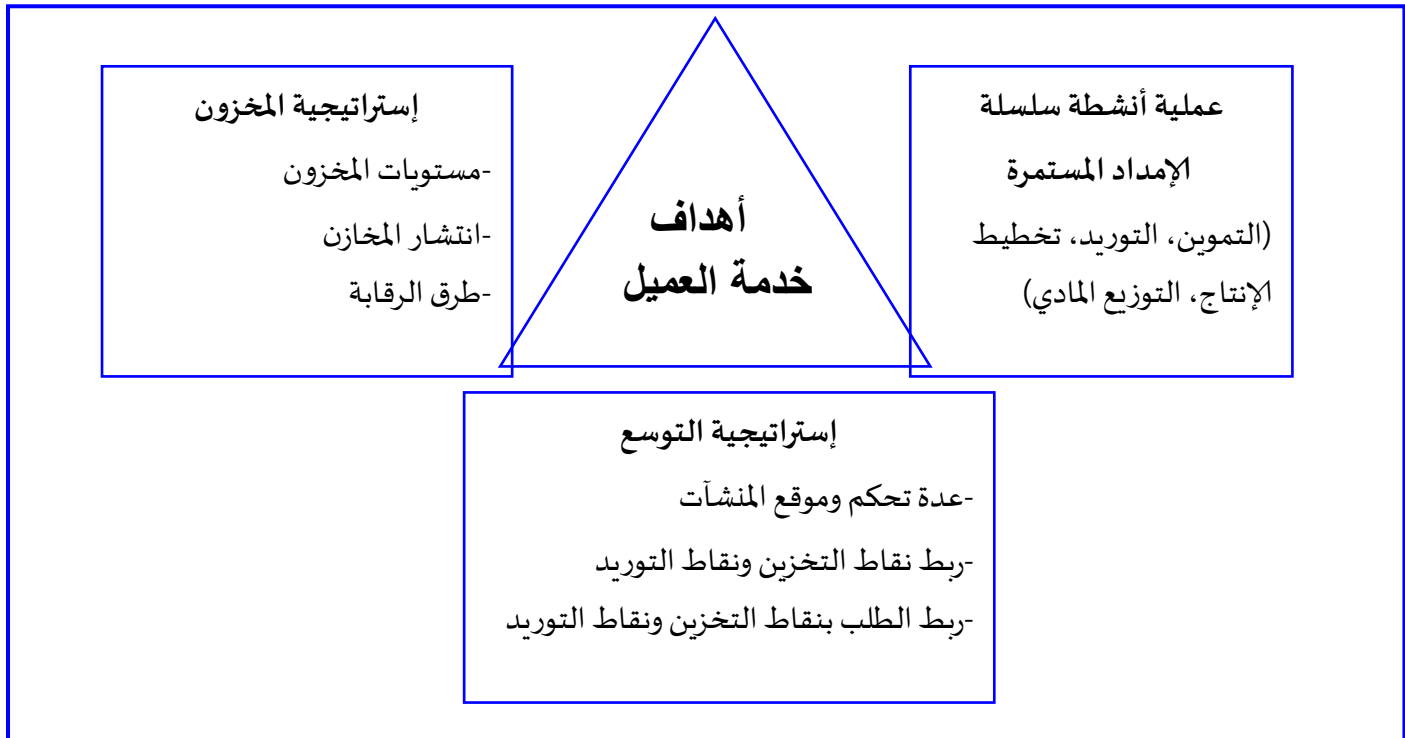 عملية أنشطة سلسلة
الإمداد المستمرة
(التموين، التوريد، تخطيط
الإنتاج، التوزيع المادي)
أهداف
خدمة العميل
إستراتيجية المخزون
-مستويات المخزون
-انتشار المخازن
-طرق الرقابة
إستراتيجية التوسع
-عدة تحكم وموقع المنشآت
-ربط نقاط التخزين ونقاط التوريد
-ربط الطلب بنقاط التخزين ونقاط التوريد